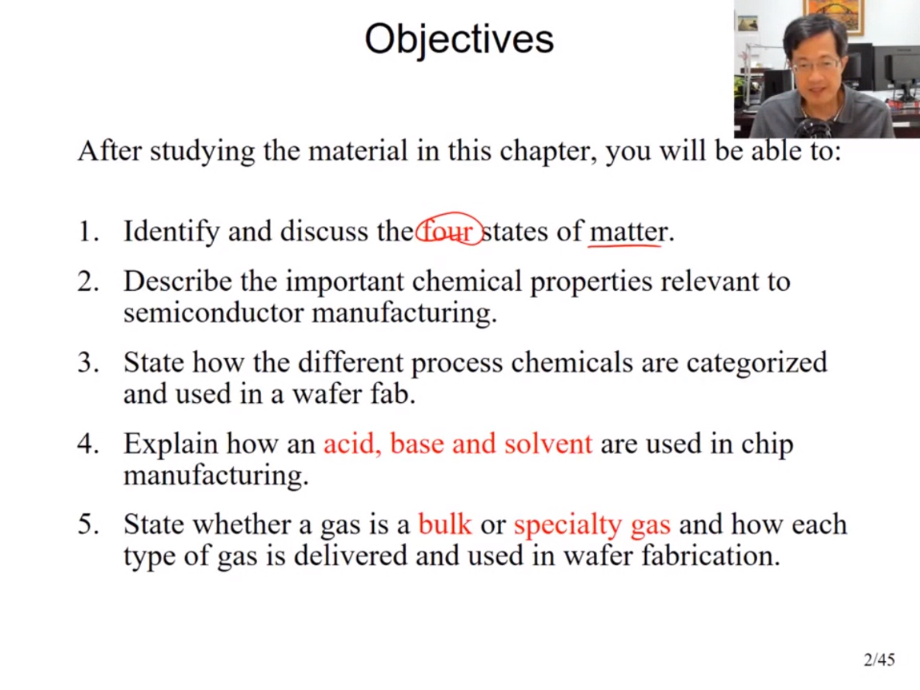 Objectives
After studying the material in this chapter, you will be able to:
1. Identify and discuss the four states of matter.
2. Describe the important chemical properties relevant to
semiconductor manufacturing.
3. State how the different process chemicals are categorized
and used in a wafer fab.
4. Explain how an acid, base and solvent are used in chip
manufacturing.
5. State whether a gas is a bulk or specialty gas and how each
type of gas is delivered and used in wafer fabrication.
2/45